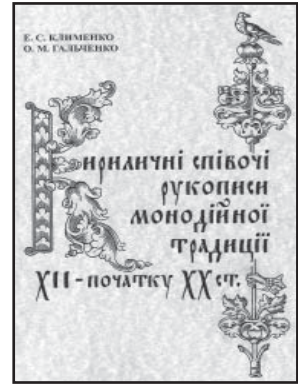 Е. С. КЛИМЕНКО
О. М. ГАЛЬЧЕНКО
Кириличні співочі
рукописи
монодійної
традиції
XII - початку XX ст.